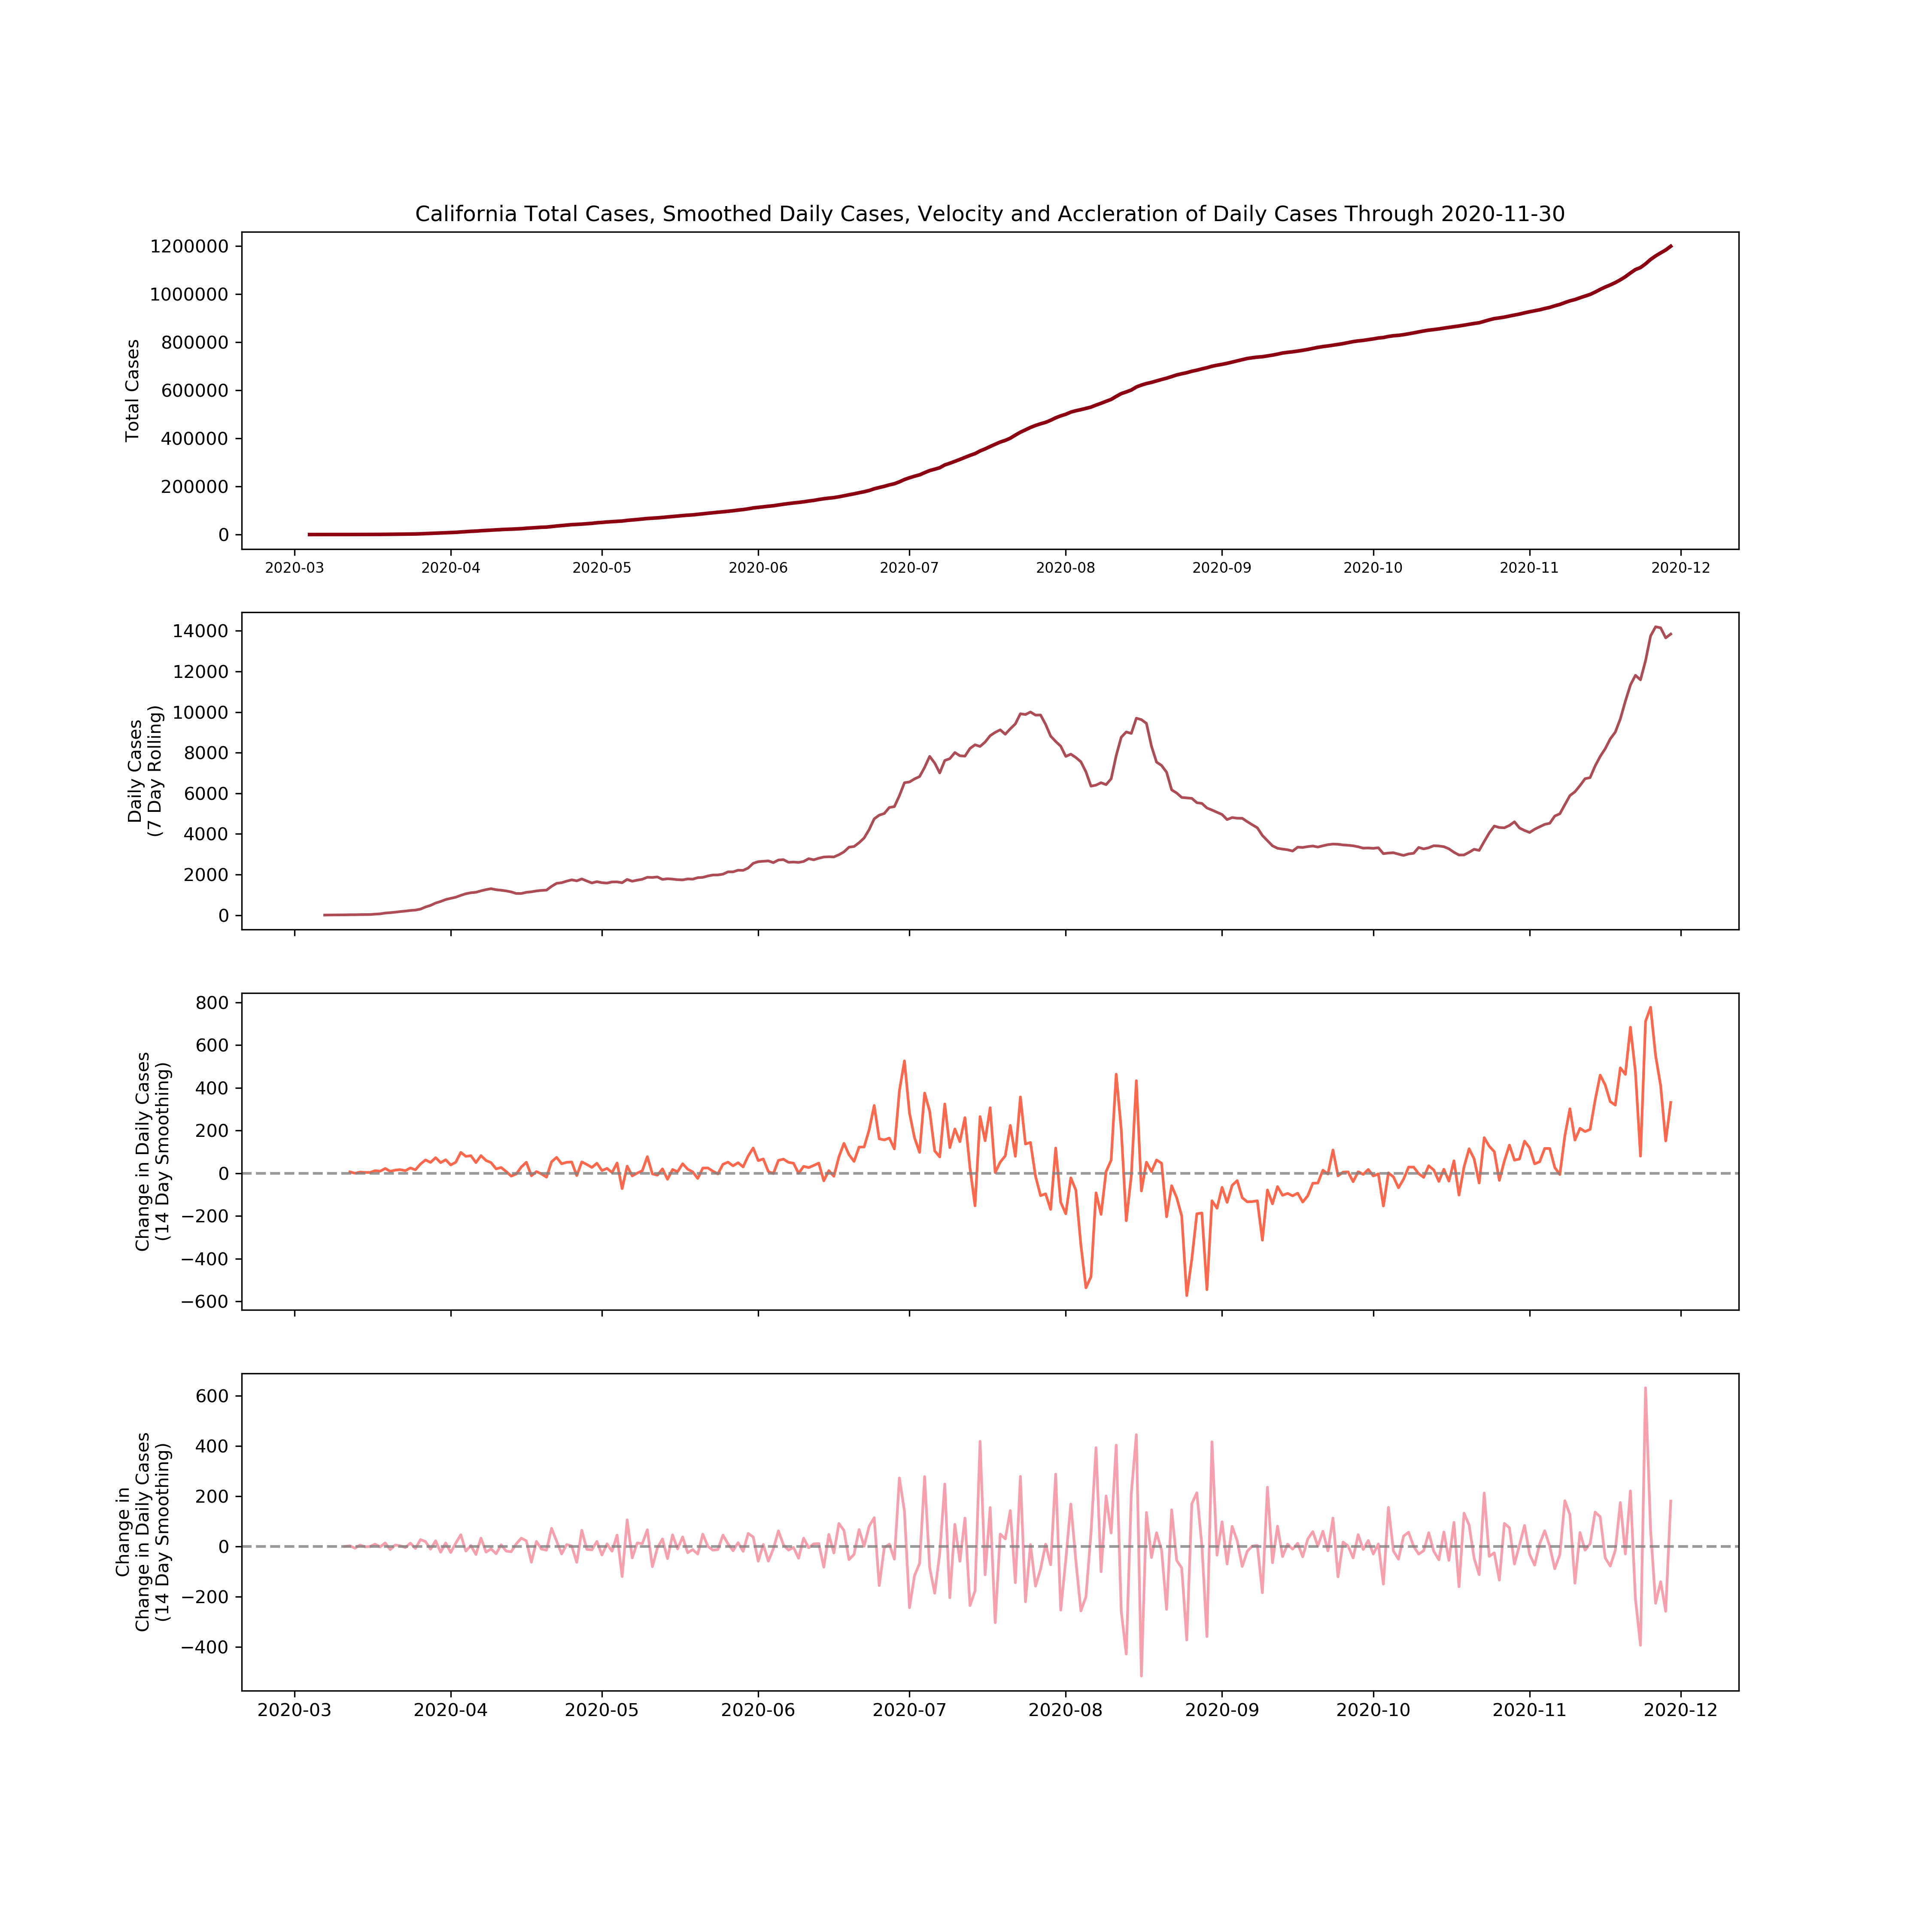 California Total Cases, Smoothed Daily Cases, Velocity and Accleration of Daily Cases Through 2020-11-30
Total Cases
1200000
1000000
800000
600000
400000
200000
0
2020-03 2020-04 2020-05 2020-06 2020-07 2020-08 2020-09 2020-10 2020-11 2020-12
Daily Cases
(7 Day Rolling)
14000
12000
10000
8000
6000
4000
2000
0
Change in Daily Cases
(14 Day Smoothing)
800
600
400
200
0
−200
−400
−600
Change in
Change in Daily Cases
(14 Day Smoothing)
600
400
200
0
−200
−400
2020-03 2020-04 2020-05 2020-06 2020-07 2020-08 2020-09 2020-10 2020-11 2020-12